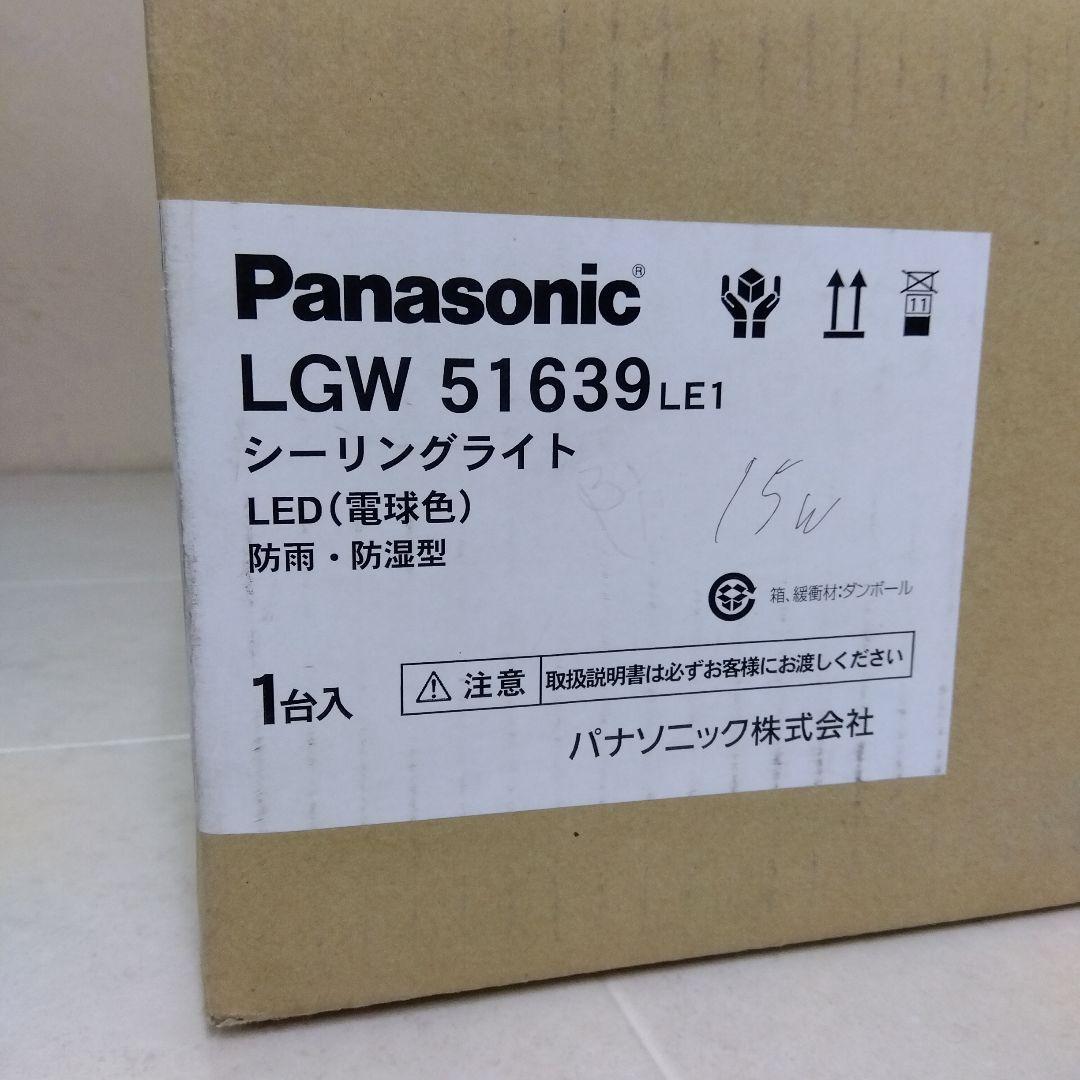 Panasonic®
LGW 51639 LE1
シーリングライト
LED(電球色)
防雨・防湿型
15W
11
箱、緩衝材:ダンボール
1台入
注意 取扱説明書は必ずお客様にお渡しください
パナソニック株式会社